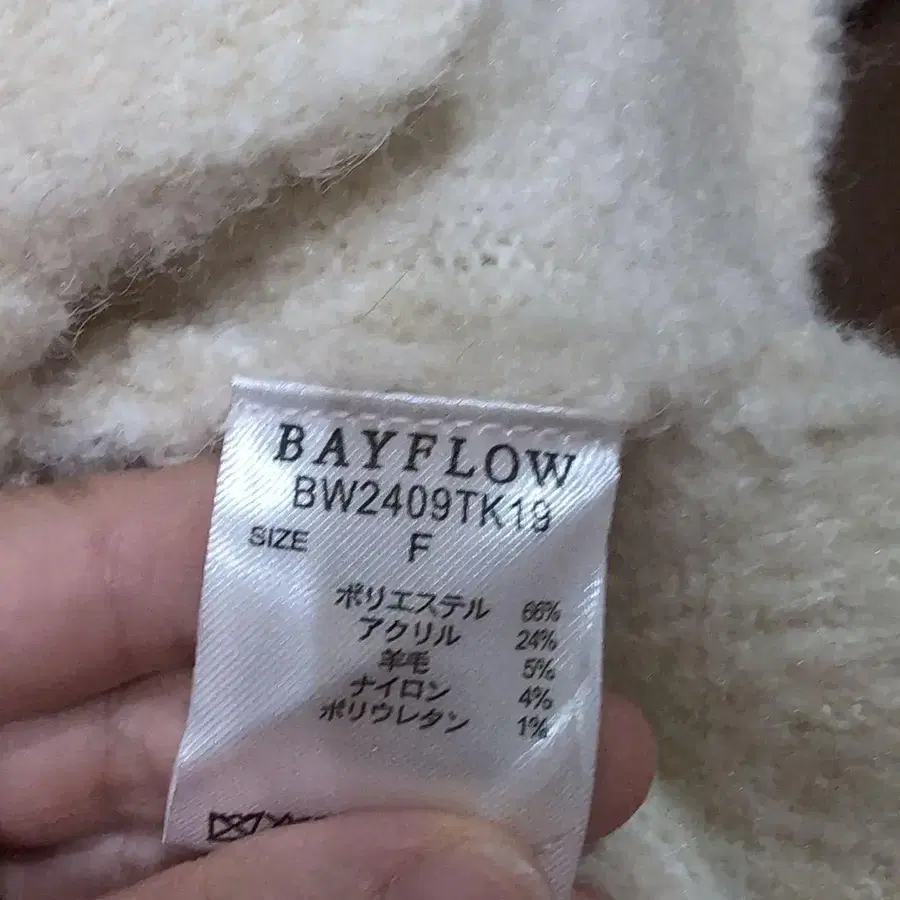 BAYFLOW
BW2409TK19
SIZE F
ポリエステル 66%
アクリル 24%
羊毛 5%
ナイロン 4%
ポリウレタン 1%